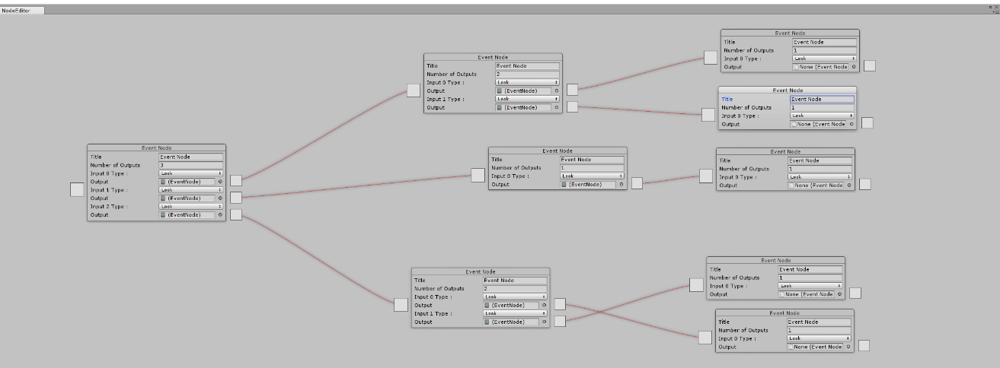 NodeEditor
Event Node
Title Event Node
Number of Outputs 3
Input 0 Type : Look
Output (EventNode)
Input 1 Type : Look
Output (EventNode)
Input 2 Type : Look
Output (EventNode)
Event Node
Title Event Node
Number of Outputs 2
Input 0 Type : Look
Output (EventNode)
Input 1 Type : Look
Output (EventNode)
Event Node
Title Event Node
Number of Outputs 1
Input 0 Type : Look
Output None (Event Node
Event Node
Title Event Node
Number of Outputs 1
Input 0 Type : Look
Output None (Event Node
Event Node
Title Event Node
Number of Outputs 1
Input 0 Type : Look
Output (EventNode)
Event Node
Title Event Node
Number of Outputs 1
Input 0 Type : Look
Output None (Event Node
Event Node
Title Event Node
Number of Outputs 2
Input 0 Type : Look
Output (EventNode)
Input 1 Type : Look
Output (EventNode)
Event Node
Title Event Node
Number of Outputs 1
Input 0 Type : Look
Output None (Event Node
Event Node
Title Event Node
Number of Outputs 1
Input 0 Type : Look
Output None (Event Node